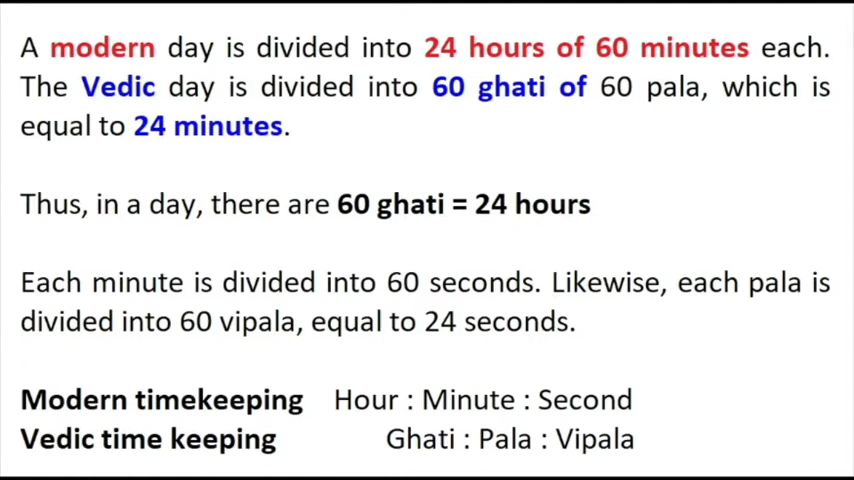 A modern day is divided into 24 hours of 60 minutes each.
The Vedic day is divided into 60 ghati of 60 pala, which is
equal to 24 minutes.
Thus, in a day, there are 60 ghati = 24 hours
Each minute is divided into 60 seconds. Likewise, each pala is
divided into 60 vipala, equal to 24 seconds.
Modern timekeeping Hour : Minute : Second
Vedic time keeping Ghati : Pala : Vipala